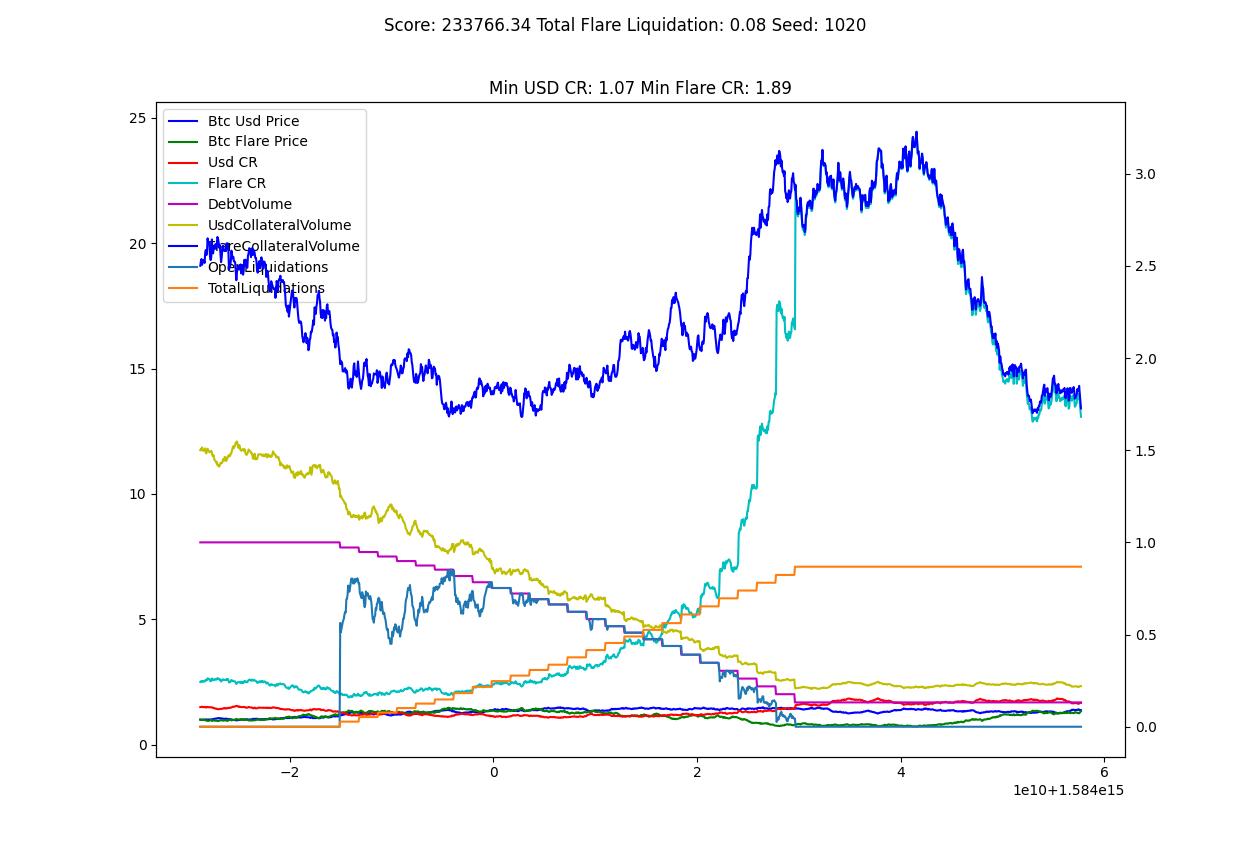 Score: 233766.34 Total Flare Liquidation: 0.08 Seed: 1020
Min USD CR: 1.07 Min Flare CR: 1.89
Btc Usd Price
Btc Flare Price
Usd CR
Flare CR
DebtVolume
UsdCollateralVolume
FlareCollateralVolume
OpenLiquidations
TotalLiquidations
25
20
15
10
5
0
3.0
2.5
2.0
1.5
1.0
0.5
0.0
−2 0 2 4 6
1e10+1.584e15